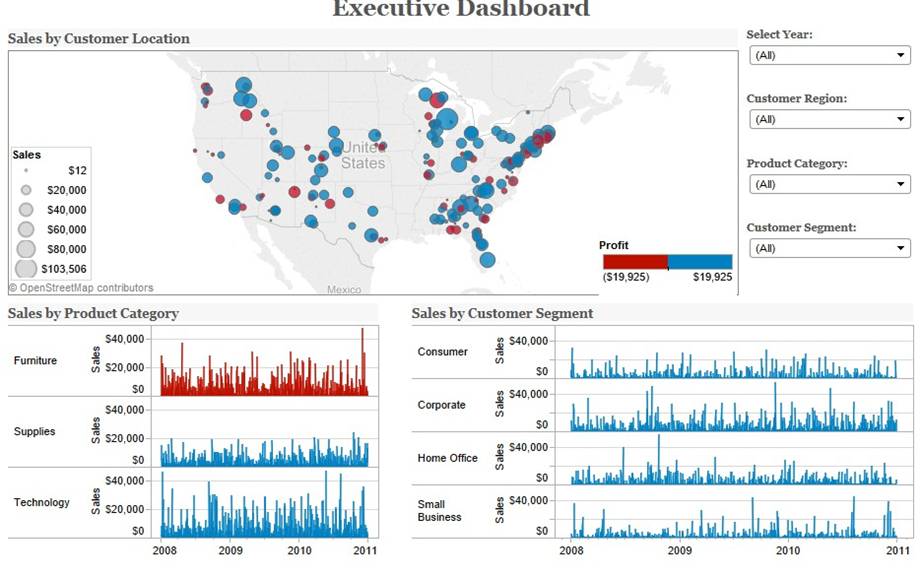 Executive Dashboard
Sales by Customer Location
Select Year:
(All)
Customer Region:
(All)
Product Category:
(All)
Customer Segment:
(All)
United
States
Mexico
Sales
$12
$20,000
$40,000
$60,000
$80,000
$103,506
© OpenStreetMap contributors
Profit
($19,925) $19,925
Sales by Product Category
Furniture
Sales
$40,000
$20,000
$0
Supplies
Sales
$40,000
$20,000
$0
Technology
Sales
$40,000
$20,000
$0
2008 2009 2010 2011
Sales by Customer Segment
Consumer
Sales
$40,000
$0
Corporate
Sales
$40,000
$0
Home Office
Sales
$40,000
$0
Small
Business
Sales
$40,000
$0
2008 2009 2010 2011